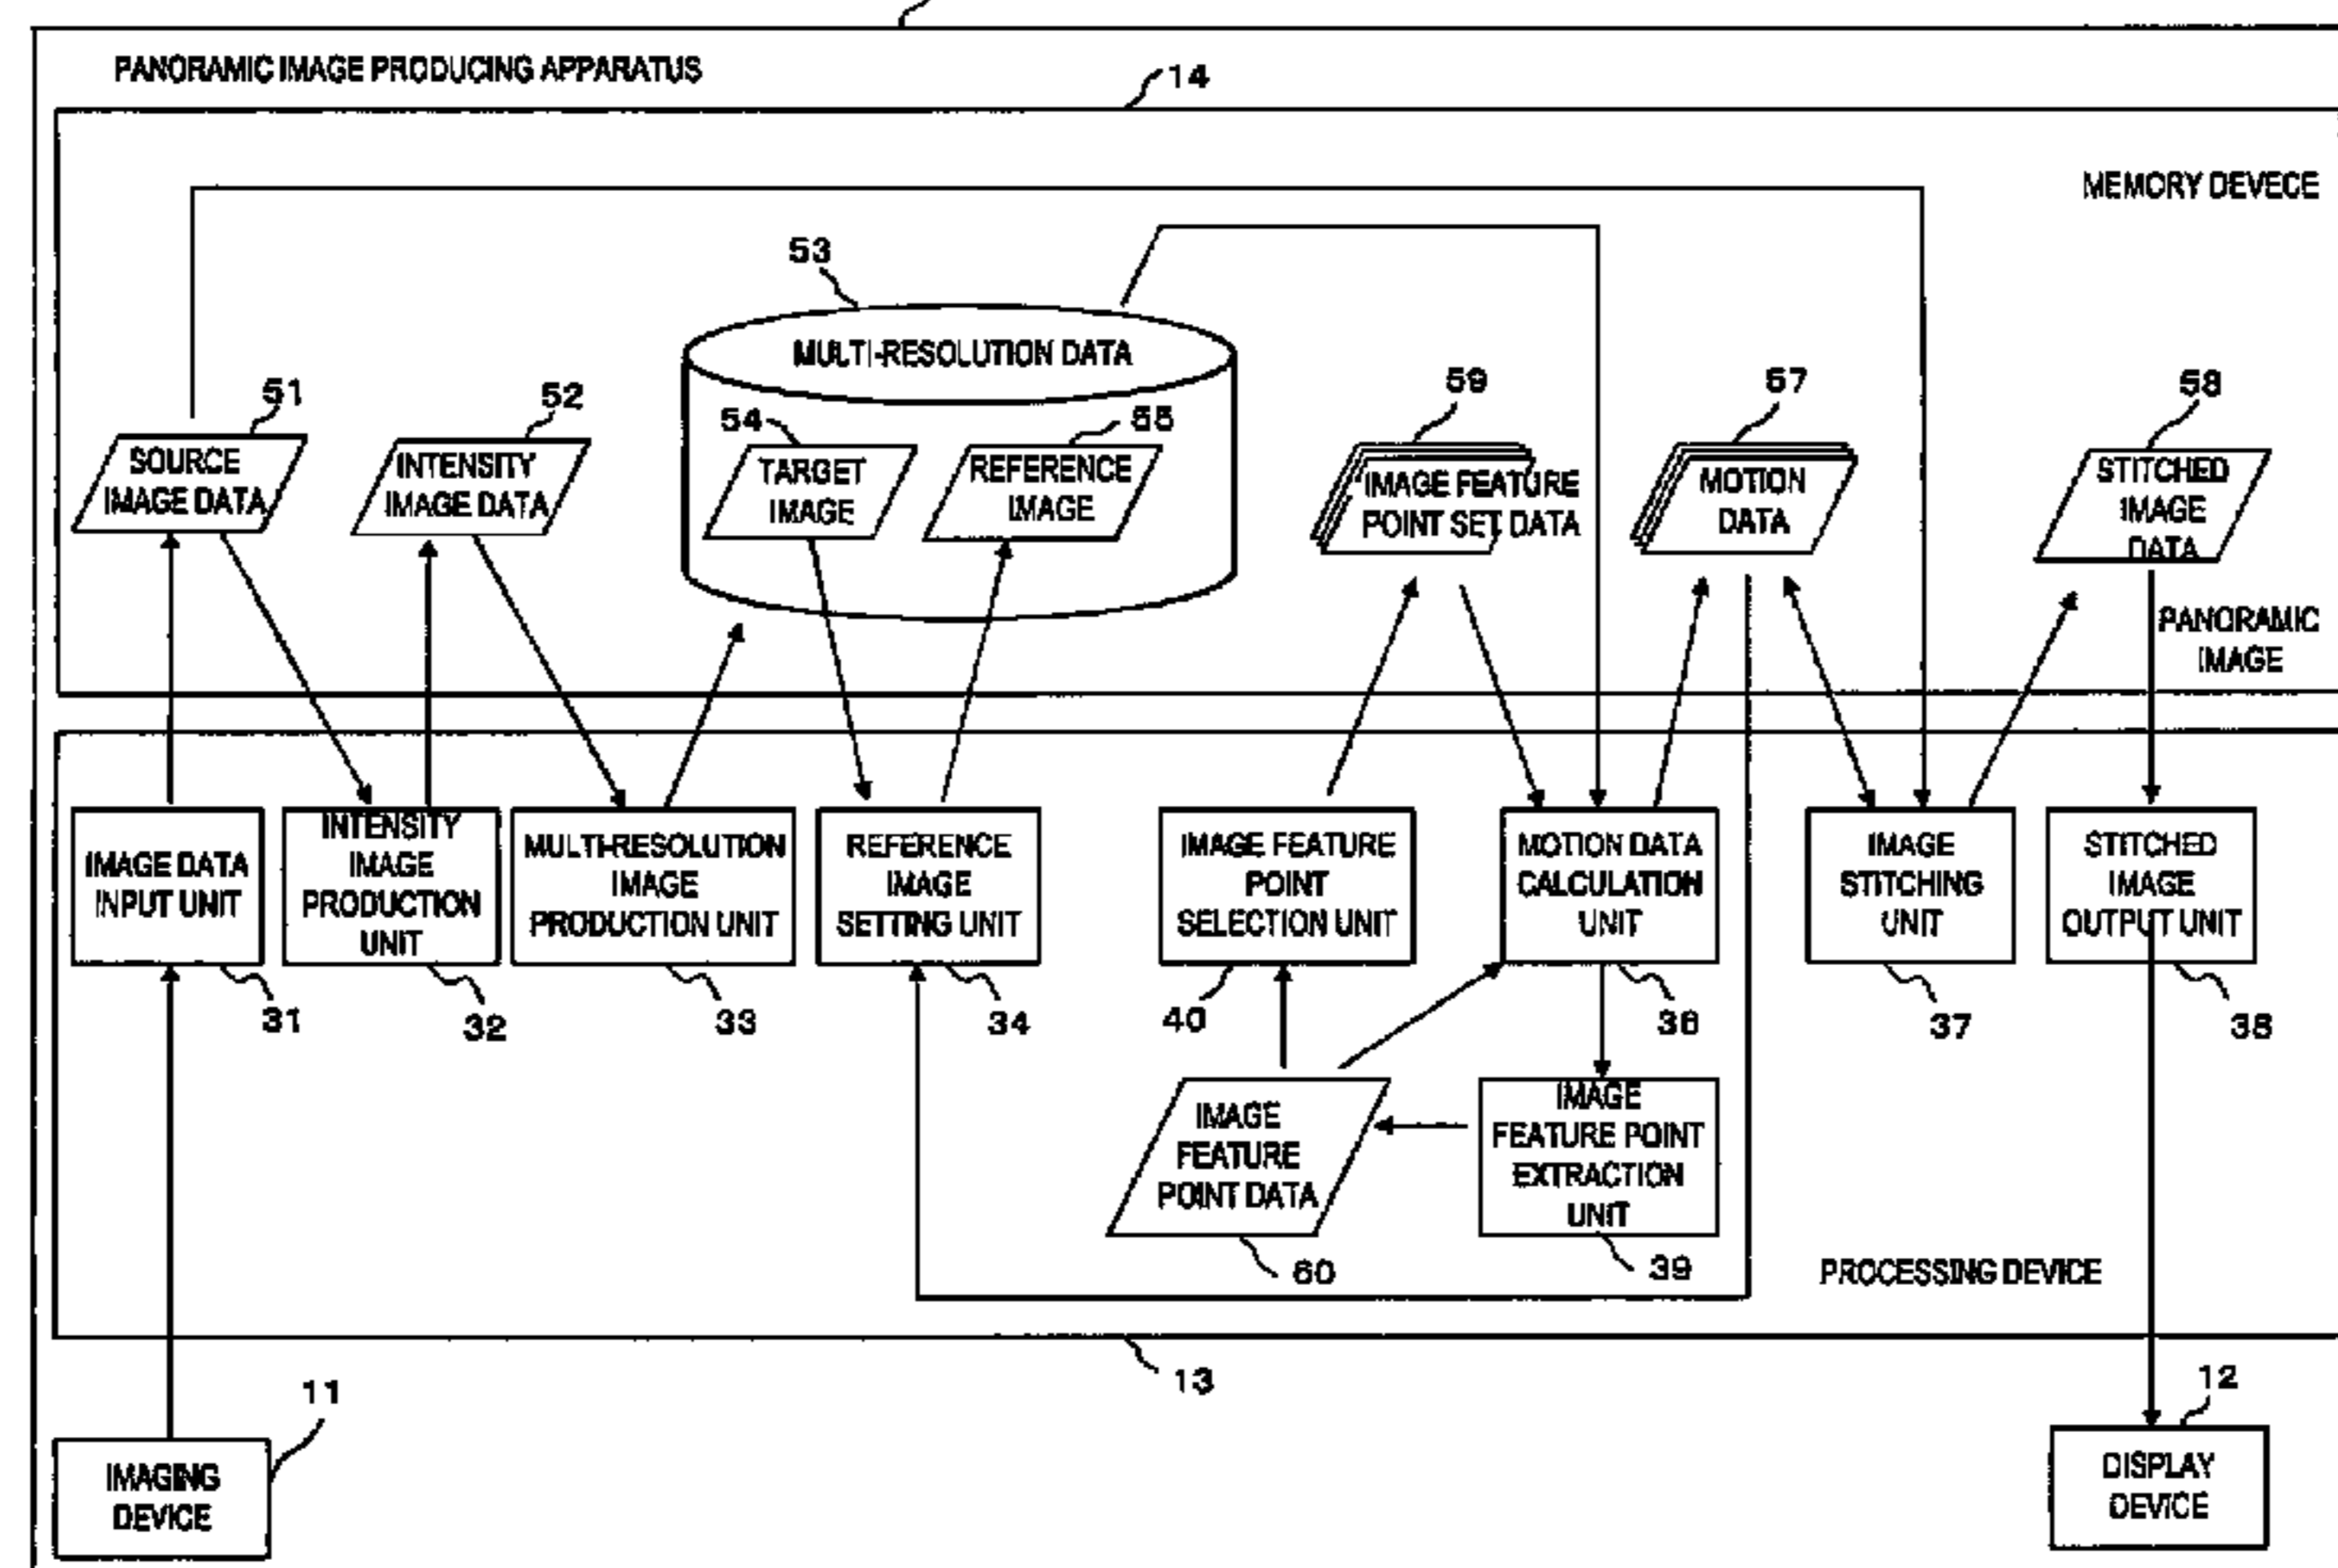 PANORAMIC IMAGE PRODUCING APPARATUS
14
MEMORY DEVECE
53
MULTI-RESOLUTION DATA
51
52
54
55
59
57
58
SOURCE
IMAGE DATA
INTENSITY
IMAGE DATA
TARGET
IMAGE
REFERENCE
IMAGE
IMAGE FEATURE
POINT SET DATA
MOTION
DATA
STITCHED
IMAGE
DATA
PANORAMIC
IMAGE
IMAGE DATA
INPUT UNIT
INTENSITY
IMAGE
PRODUCTION
UNIT
MULTI-RESOLUTION
IMAGE
PRODUCTION UNIT
REFERENCE
IMAGE
SETTING UNIT
IMAGE FEATURE
POINT
SELECTION UNIT
MOTION DATA
CALCULATION
UNIT
IMAGE
STITCHING
UNIT
STITCHED
IMAGE
OUTPUT UNIT
31
32
33
34
40
36
37
38
IMAGE
FEATURE
POINT DATA
IMAGE
FEATURE POINT
EXTRACTION
UNIT
60
39
PROCESSING DEVICE
13
11
12
IMAGING
DEVICE
DISPLAY
DEVICE